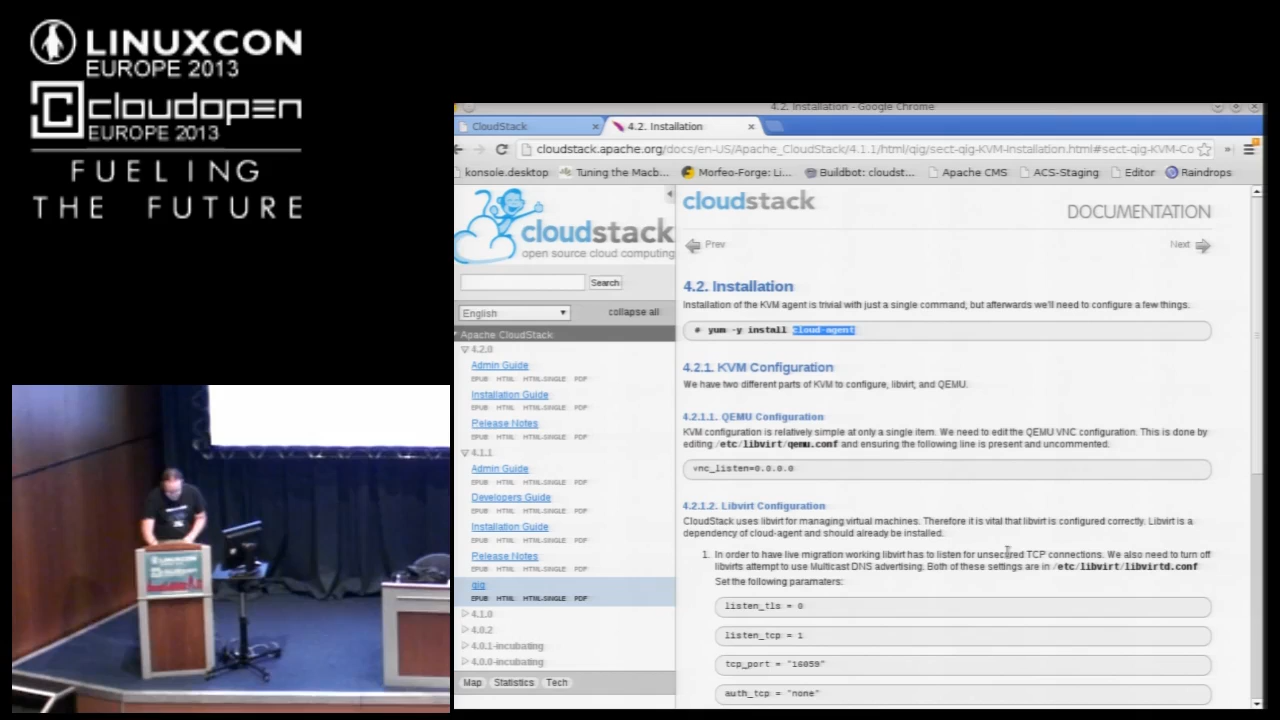 LINUXCON
EUROPE 2013
cloudopen
EUROPE 2013
FUELING
THE FUTURE
4.2. Installation - Google Chrome
CloudStack
4.2. Installation
cloudstack.apache.org/docs/en-US/Apache_CloudStack/4.1.1/html/qig/sect-qig-KVM-Installation.html#sect-qig-KVM-Co
konsole.desktop Tuning the Macb... Morfeo-Forge: Li... Buildbot: cloudst... Apache CMS ACS-Staging Editor Raindrops
cloudstack
open source cloud computing
Search
English collapse all
Apache CloudStack
4.2.0
Admin Guide
EPUB HTML HTML-SINGLE PDF
Installation Guide
EPUB HTML HTML-SINGLE PDF
Release Notes
EPUB HTML HTML-SINGLE PDF
4.1.1
Admin Guide
EPUB HTML HTML-SINGLE PDF
Developers Guide
EPUB HTML HTML-SINGLE PDF
Installation Guide
EPUB HTML HTML-SINGLE PDF
Release Notes
EPUB HTML HTML-SINGLE PDF
qig
EPUB HTML HTML-SINGLE PDF
4.1.0
4.0.2
4.0.1-incubating
4.0.0-incubating
Map Statistics Tech
cloudstack
DOCUMENTATION
Prev Next
4.2. Installation
Installation of the KVM agent is trivial with just a single command, but afterwards we'll need to configure a few things.
# yum -y install cloud-agent
4.2.1. KVM Configuration
We have two different parts of KVM to configure, libvirt, and QEMU.
4.2.1.1. QEMU Configuration
KVM configuration is relatively simple at only a single item. We need to edit the QEMU VNC configuration. This is done by
editing /etc/libvirt/qemu.conf and ensuring the following line is present and uncommented.
vnc_listen=0.0.0.0
4.2.1.2. Libvirt Configuration
CloudStack uses libvirt for managing virtual machines. Therefore it is vital that libvirt is configured correctly. Libvirt is a
dependency of cloud-agent and should already be installed.
1. In order to have live migration working libvirt has to listen for unsecured TCP connections. We also need to turn off
libvirts attempt to use Multicast DNS advertising. Both of these settings are in /etc/libvirt/libvirtd.conf
Set the following paramaters:
listen_tls = 0
listen_tcp = 1
tcp_port = "16059"
auth_tcp = "none"